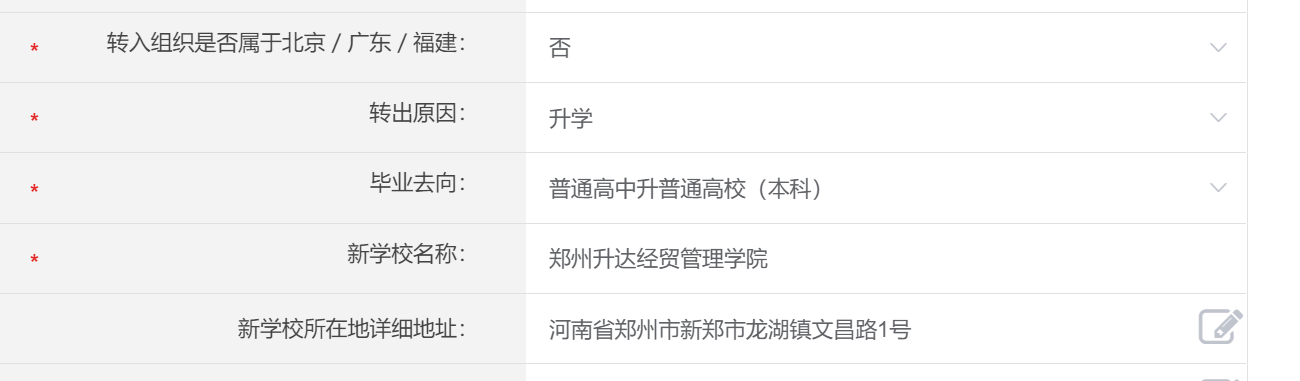 * 转入组织是否属于北京 / 广东 / 福建： 否
* 转出原因： 升学
* 毕业去向： 普通高中升普通高校（本科）
* 新学校名称： 郑州升达经贸管理学院
新学校所在地详细地址： 河南省郑州市新郑市龙湖镇文昌路1号